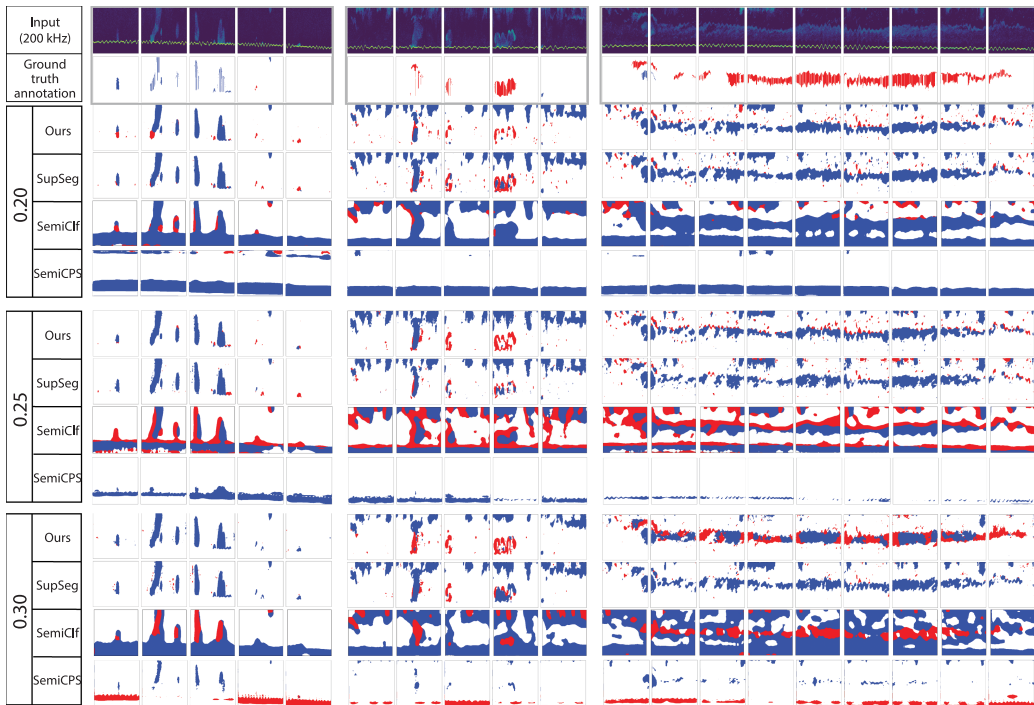 Input
(200 kHz)
Ground
truth
annotation
0.20
Ours
SupSeg
SemiClf
SemiCPS
0.25
Ours
SupSeg
SemiClf
SemiCPS
0.30
Ours
SupSeg
SemiClf
SemiCPS